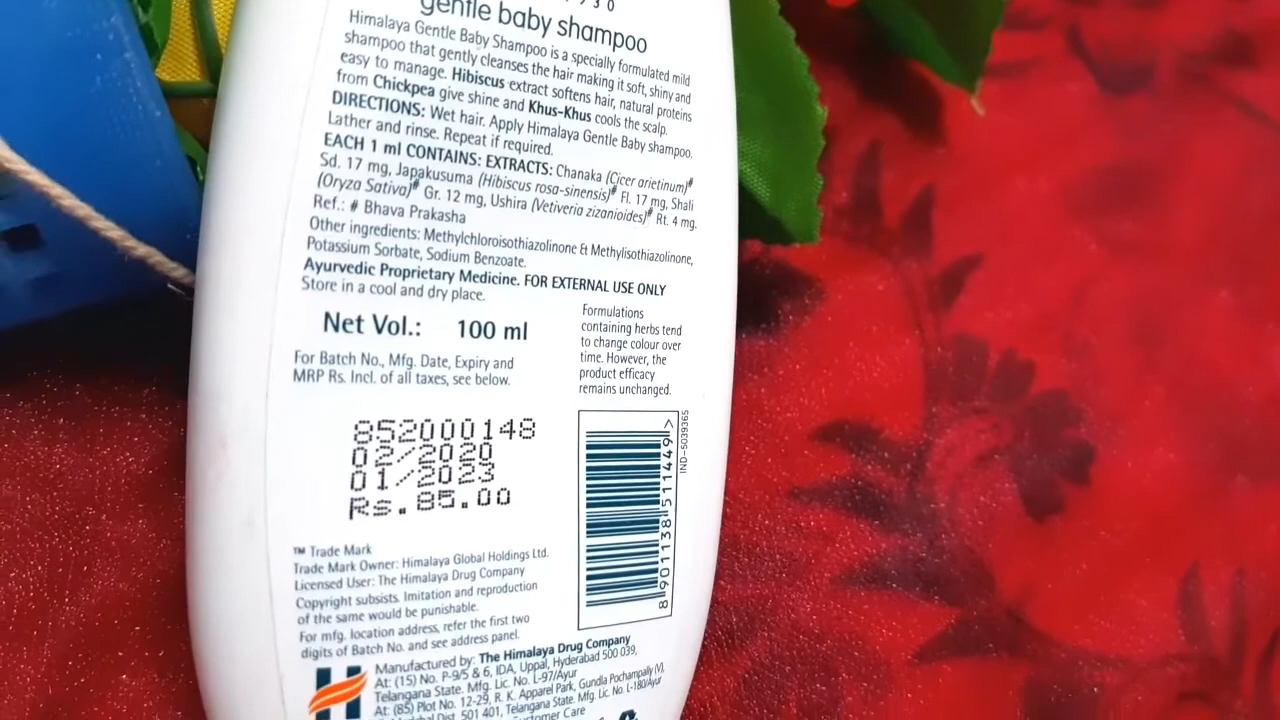 gentle baby shampoo
Himalaya Gentle Baby Shampoo is a specially formulated mild
shampoo that gently cleanses the hair making it soft, shiny and
easy to manage. Hibiscus extract softens hair, natural proteins
from Chickpea give shine and Khus-Khus cools the scalp.
DIRECTIONS: Wet hair. Apply Himalaya Gentle Baby shampoo.
Lather and rinse. Repeat if required.
EACH 1 ml CONTAINS: EXTRACTS: Chanaka (Cicer arietinum)#
Sd. 17 mg, Japakusuma (Hibiscus rosa-sinensis)# Fl. 17 mg, Shali
(Oryza Sativa)# Gr. 12 mg, Ushira (Vetiveria zizanioides)# Rt. 4 mg.
Ref.: # Bhava Prakasha
Other ingredients: Methylchloroisothiazolinone & Methylisothiazolinone,
Potassium Sorbate, Sodium Benzoate.
Ayurvedic Proprietary Medicine. FOR EXTERNAL USE ONLY
Store in a cool and dry place.
Net Vol.: 100 ml
Formulations
containing herbs tend
to change colour over
time. However, the
product efficacy
remains unchanged.
For Batch No., Mfg. Date, Expiry and
MRP Rs. Incl. of all taxes, see below.
852000148
02/2020
01/2023
Rs.85.00
8 901138 511449 >
IND-5039365
™ Trade Mark
Trade Mark Owner: Himalaya Global Holdings Ltd.
Licensed User: The Himalaya Drug Company
Copyright subsists. Imitation and reproduction
of the same would be punishable.
For mfg. location address, refer the first two
digits of Batch No. and see address panel.
Manufactured by: The Himalaya Drug Company
At: (15) No. P-9/5 & 6, IDA, Uppal, Hyderabad 500 039,
Telangana State. Mfg. Lic. No. L-97/Ayur
At: (85) Plot No. 12-29, R. K. Apparel Park, Gundla Pochampally (V),
Dist. 501 401, Telangana State. Mfg. Lic. No. L-180/Ayur
Customer Care